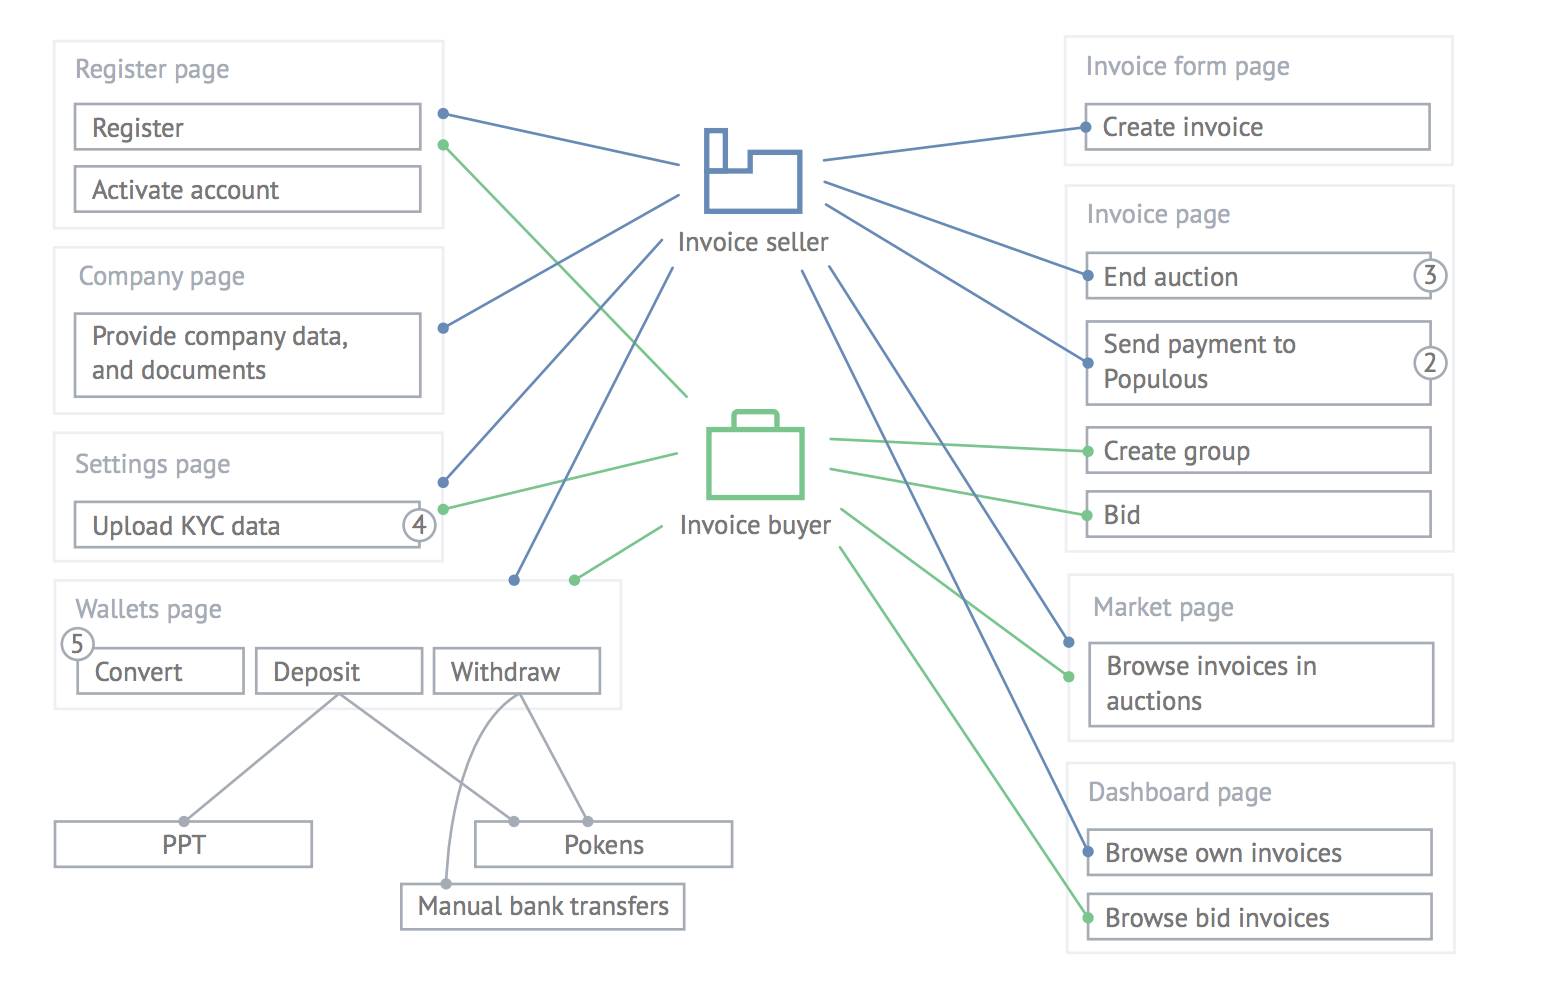 Register page
Register
Activate account
Company page
Provide company data,
and documents
Settings page
Upload KYC data
4
Wallets page
5
Convert
Deposit
Withdraw
PPT
Pokens
Manual bank transfers
Invoice seller
Invoice buyer
Invoice form page
Create invoice
Invoice page
End auction
3
Send payment to
Populous
2
Create group
Bid
Market page
Browse invoices in
auctions
Dashboard page
Browse own invoices
Browse bid invoices